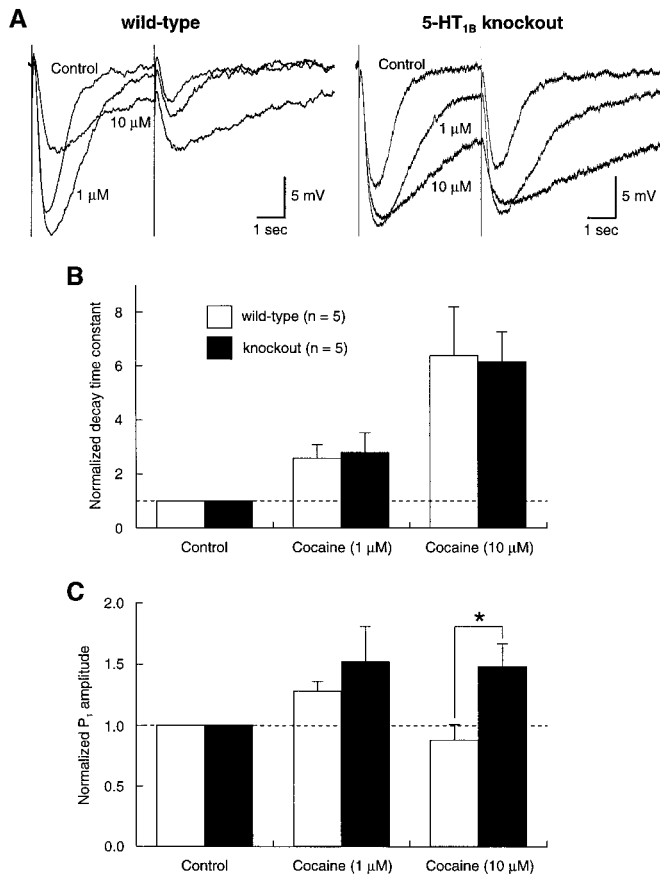 A
wild-type
5-HT1B knockout
Control
10 µM
1 µM
5 mV
1 sec
Control
1 µM
10 µM
5 mV
1 sec
B
Normalized decay time constant
8
6
4
2
0
wild-type (n = 5)
knockout (n = 5)
Control
Cocaine (1 µM)
Cocaine (10 µM)
C
Normalized P1 amplitude
2.0
1.5
1.0
0.5
0.0
*
Control
Cocaine (1 µM)
Cocaine (10 µM)